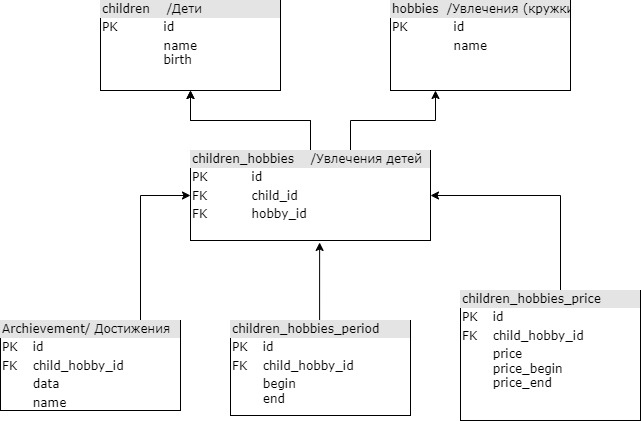 children /Дети
PK id
name
birth
hobbies /Увлечения (кружки
PK id
name
children_hobbies /Увлечения детей
PK id
FK child_id
FK hobby_id
Archievement/ Достижения
PK id
FK child_hobby_id
data
name
children_hobbies_period
PK id
FK child_hobby_id
begin
end
children_hobbies_price
PK id
FK child_hobby_id
price
price_begin
price_end